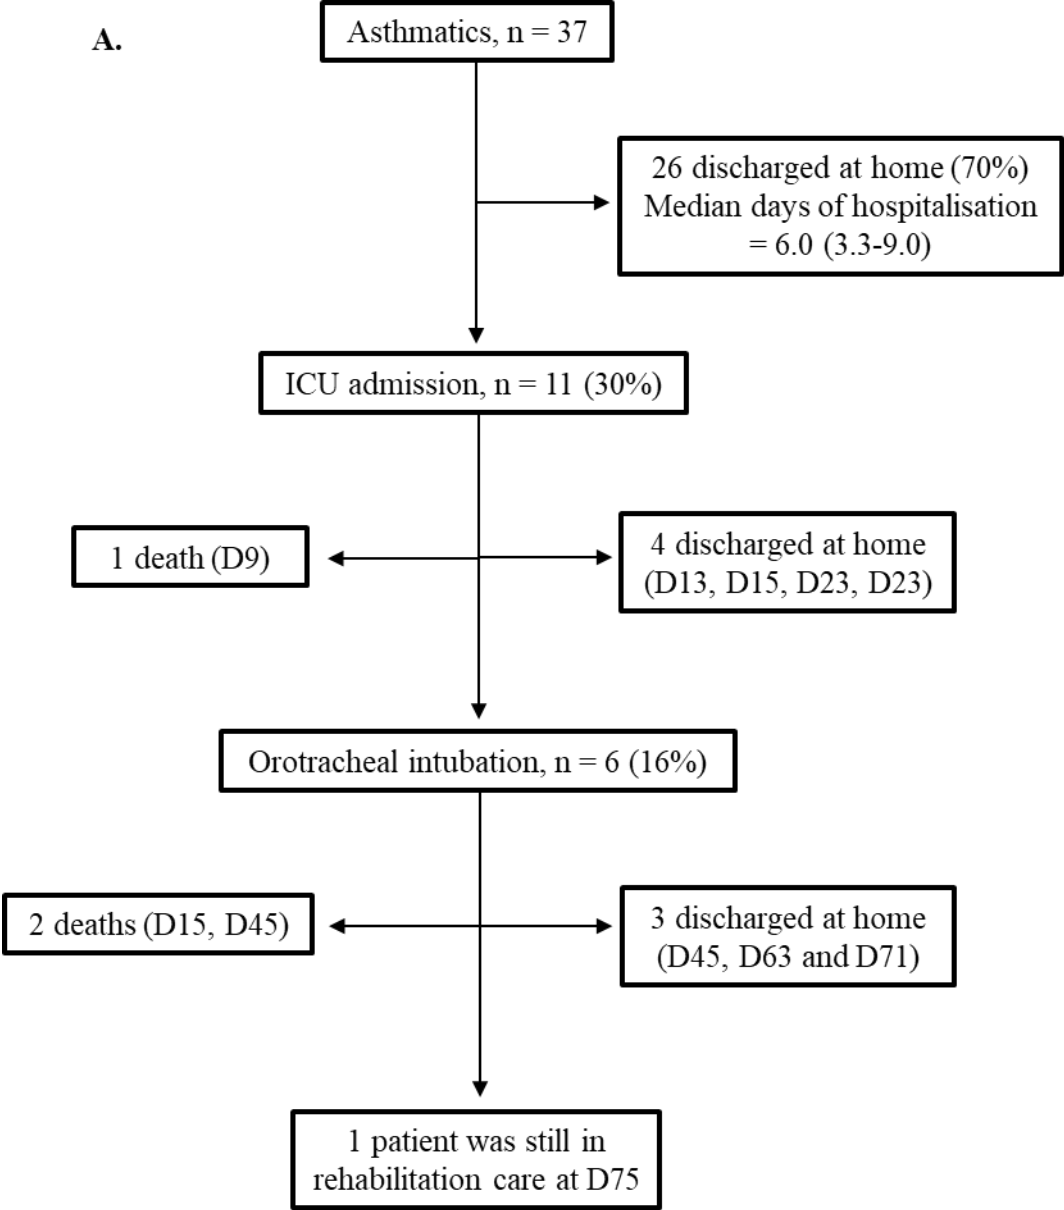 A.
Asthmatics, n = 37
26 discharged at home (70%)
Median days of hospitalisation
= 6.0 (3.3-9.0)
ICU admission, n = 11 (30%)
1 death (D9)
4 discharged at home
(D13, D15, D23, D23)
Orotracheal intubation, n = 6 (16%)
2 deaths (D15, D45)
3 discharged at home
(D45, D63 and D71)
1 patient was still in
rehabilitation care at D75